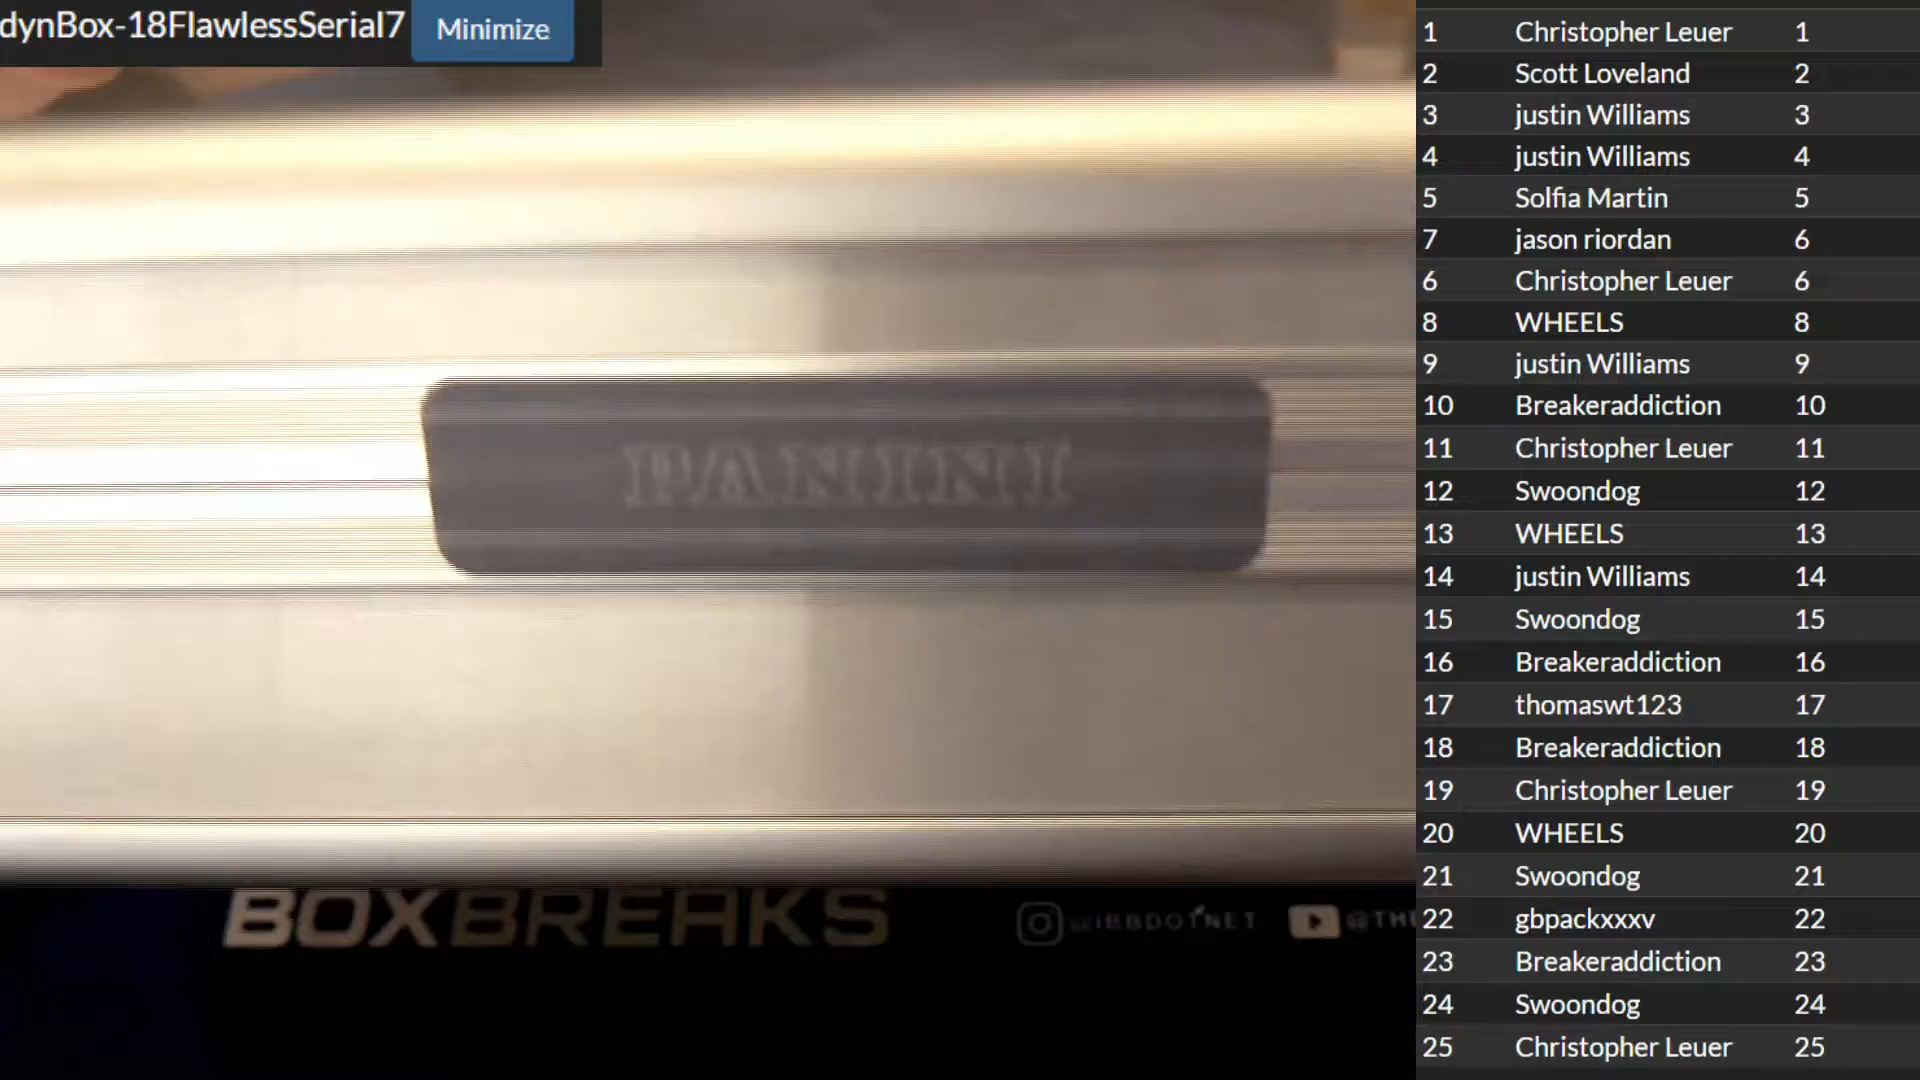 dynBox-18FlawlessSerial7 Minimize
PANINI
BOXBREAKS
@IBBDOTNET @TH
1 Christopher Leuer 1
2 Scott Loveland 2
3 justin Williams 3
4 justin Williams 4
5 Solfia Martin 5
7 jason riordan 6
6 Christopher Leuer 6
8 WHEELS 8
9 justin Williams 9
10 Breakeraddiction 10
11 Christopher Leuer 11
12 Swoondog 12
13 WHEELS 13
14 justin Williams 14
15 Swoondog 15
16 Breakeraddiction 16
17 thomaswt123 17
18 Breakeraddiction 18
19 Christopher Leuer 19
20 WHEELS 20
21 Swoondog 21
22 gbpackxxxv 22
23 Breakeraddiction 23
24 Swoondog 24
25 Christopher Leuer 25